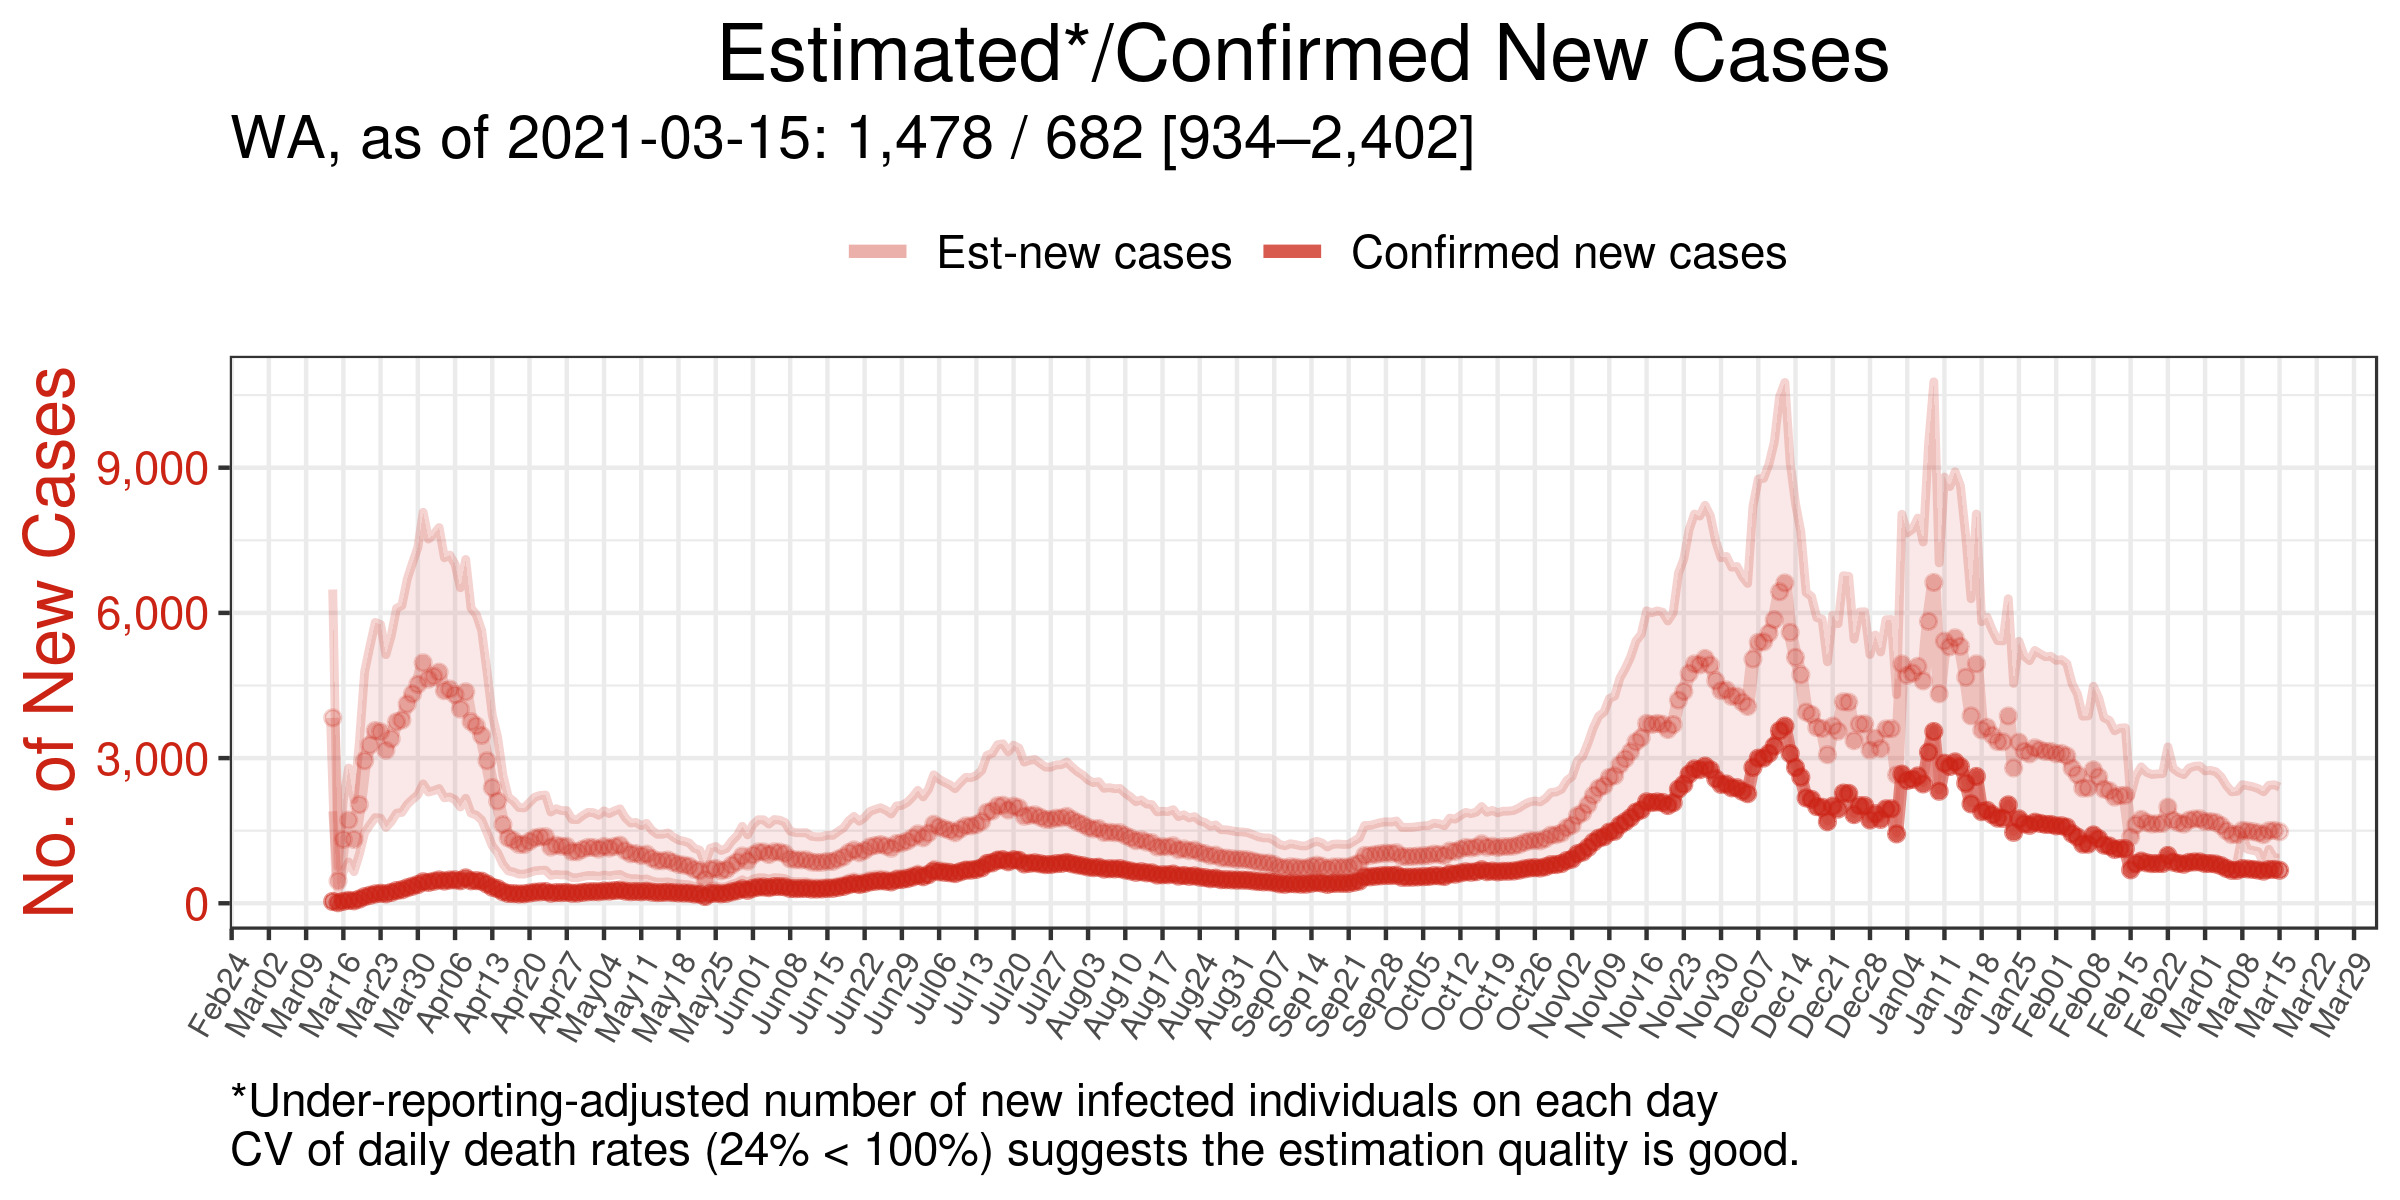 Estimated*/Confirmed New Cases
WA, as of 2021-03-15: 1,478 / 682 [934–2,402]
Est-new cases
Confirmed new cases
No. of New Cases
9,000
6,000
3,000
0
Feb24
Mar02
Mar09
Mar16
Mar23
Mar30
Apr06
Apr13
Apr20
Apr27
May04
May11
May18
May25
Jun01
Jun08
Jun15
Jun22
Jun29
Jul06
Jul13
Jul20
Jul27
Aug03
Aug10
Aug17
Aug24
Aug31
Sep07
Sep14
Sep21
Sep28
Oct05
Oct12
Oct19
Oct26
Nov02
Nov09
Nov16
Nov23
Nov30
Dec07
Dec14
Dec21
Dec28
Jan04
Jan11
Jan18
Jan25
Feb01
Feb08
Feb15
Feb22
Mar01
Mar08
Mar15
Mar22
Mar29
*Under-reporting-adjusted number of new infected individuals on each day
CV of daily death rates (24% < 100%) suggests the estimation quality is good.